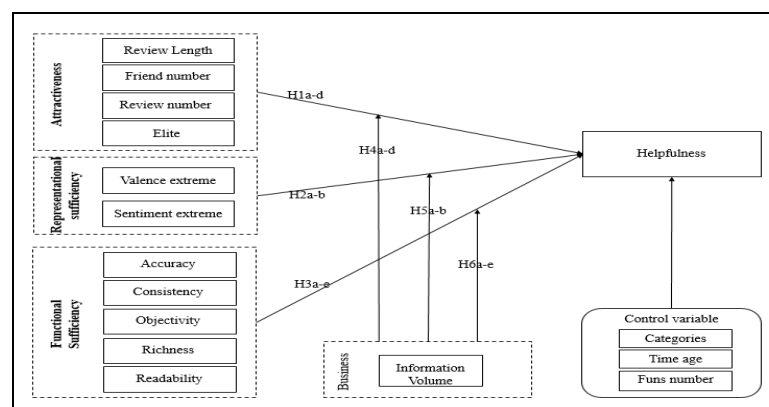 Attractiveness
Review Length
Friend number
Review number
Elite
H1a-d
H4a-d
Helpfulness
Representational
sufficiency
Valence extreme
Sentiment extreme
H2a-b
H5a-b
Functional
Sufficiency
Accuracy
Consistency
Objectivity
Richness
Readability
H3a-e
H6a-e
Business
Information
Volume
Control variable
Categories
Time age
Funs number